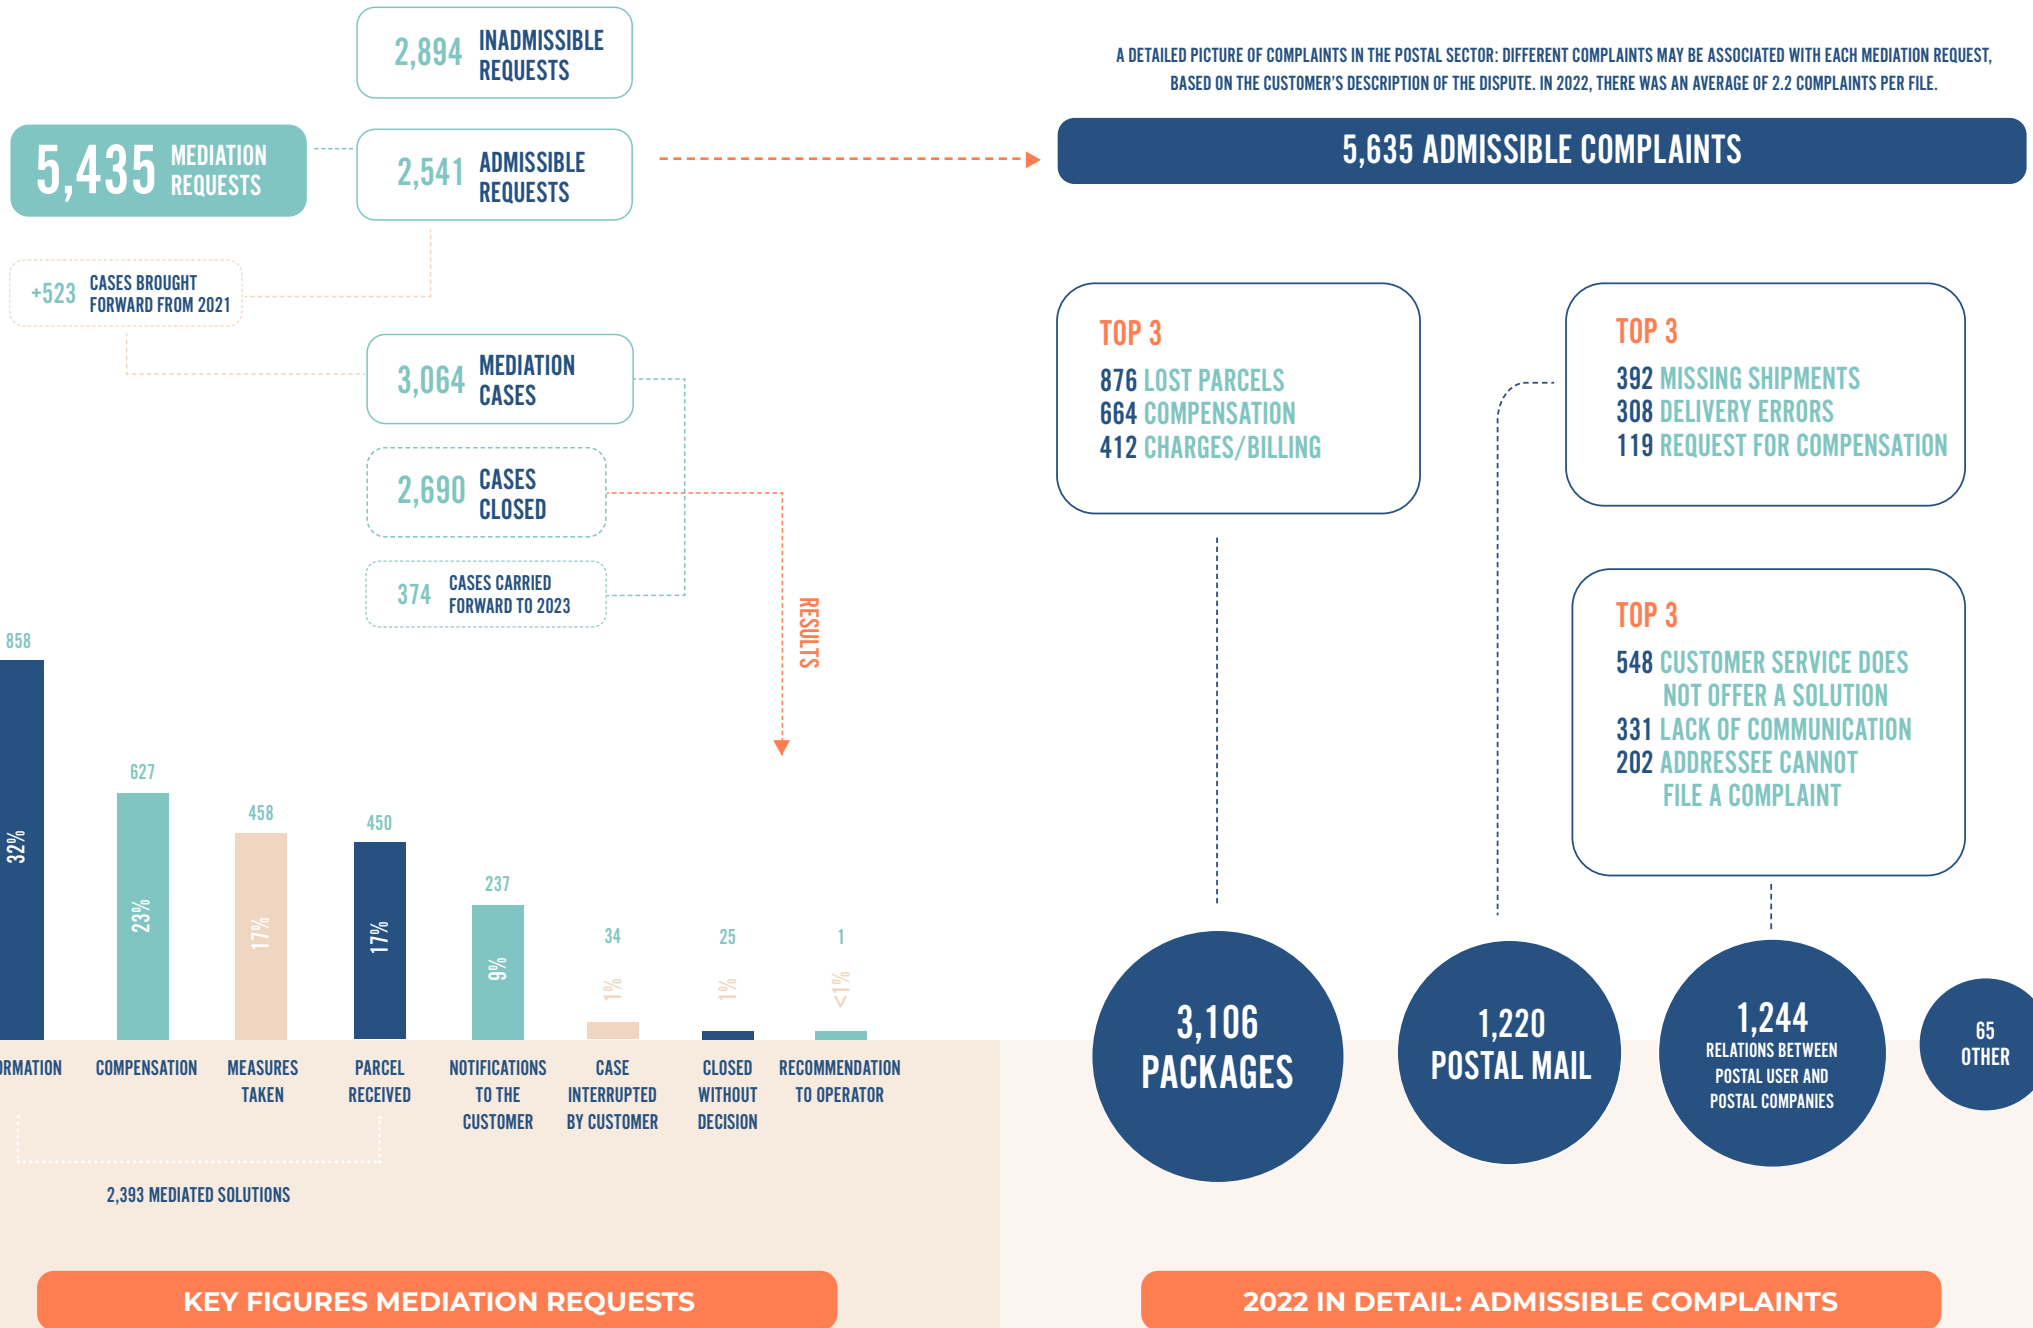 2,894 INADMISSIBLE
REQUESTS
5,435 MEDIATION
REQUESTS
2,541 ADMISSIBLE
REQUESTS
+523 CASES BROUGHT
FORWARD FROM 2021
3,064 MEDIATION
CASES
2,690 CASES
CLOSED
374 CASES CARRIED
FORWARD TO 2023
RESULTS
858
32%
627
23%
458
17%
450
17%
237
9%
34
1%
25
1%
1
<1%
ORMATION
COMPENSATION
MEASURES
TAKEN
PARCEL
RECEIVED
NOTIFICATIONS
TO THE
CUSTOMER
CASE
INTERRUPTED
BY CUSTOMER
CLOSED
WITHOUT
DECISION
RECOMMENDATION
TO OPERATOR
2,393 MEDIATED SOLUTIONS
KEY FIGURES MEDIATION REQUESTS
A DETAILED PICTURE OF COMPLAINTS IN THE POSTAL SECTOR: DIFFERENT COMPLAINTS MAY BE ASSOCIATED WITH EACH MEDIATION REQUEST,
BASED ON THE CUSTOMER'S DESCRIPTION OF THE DISPUTE. IN 2022, THERE WAS AN AVERAGE OF 2.2 COMPLAINTS PER FILE.
5,635 ADMISSIBLE COMPLAINTS
TOP 3
876 LOST PARCELS
664 COMPENSATION
412 CHARGES/BILLING
TOP 3
392 MISSING SHIPMENTS
308 DELIVERY ERRORS
119 REQUEST FOR COMPENSATION
TOP 3
548 CUSTOMER SERVICE DOES
NOT OFFER A SOLUTION
331 LACK OF COMMUNICATION
202 ADDRESSEE CANNOT
FILE A COMPLAINT
3,106
PACKAGES
1,220
POSTAL MAIL
1,244
RELATIONS BETWEEN
POSTAL USER AND
POSTAL COMPANIES
65
OTHER
2022 IN DETAIL: ADMISSIBLE COMPLAINTS